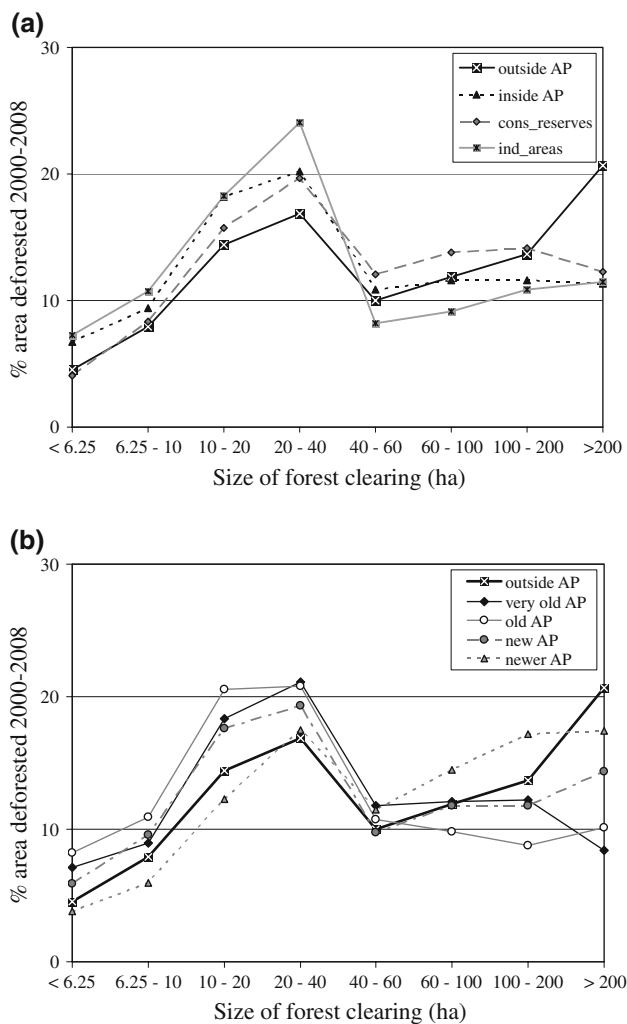 (a)
30
20
10
0
% area deforested 2000-2008
outside AP
inside AP
cons_reserves
ind_areas
< 6.25 6.25 - 10 10 - 20 20 - 40 40 - 60 60 - 100 100 - 200 >200
Size of forest clearing (ha)
(b)
30
20
10
0
% area deforested 2000-2008
outside AP
very old AP
old AP
new AP
newer AP
< 6.25 6.25 - 10 10 - 20 20 - 40 40 - 60 60 - 100 100 - 200 > 200
Size of forest clearing (ha)